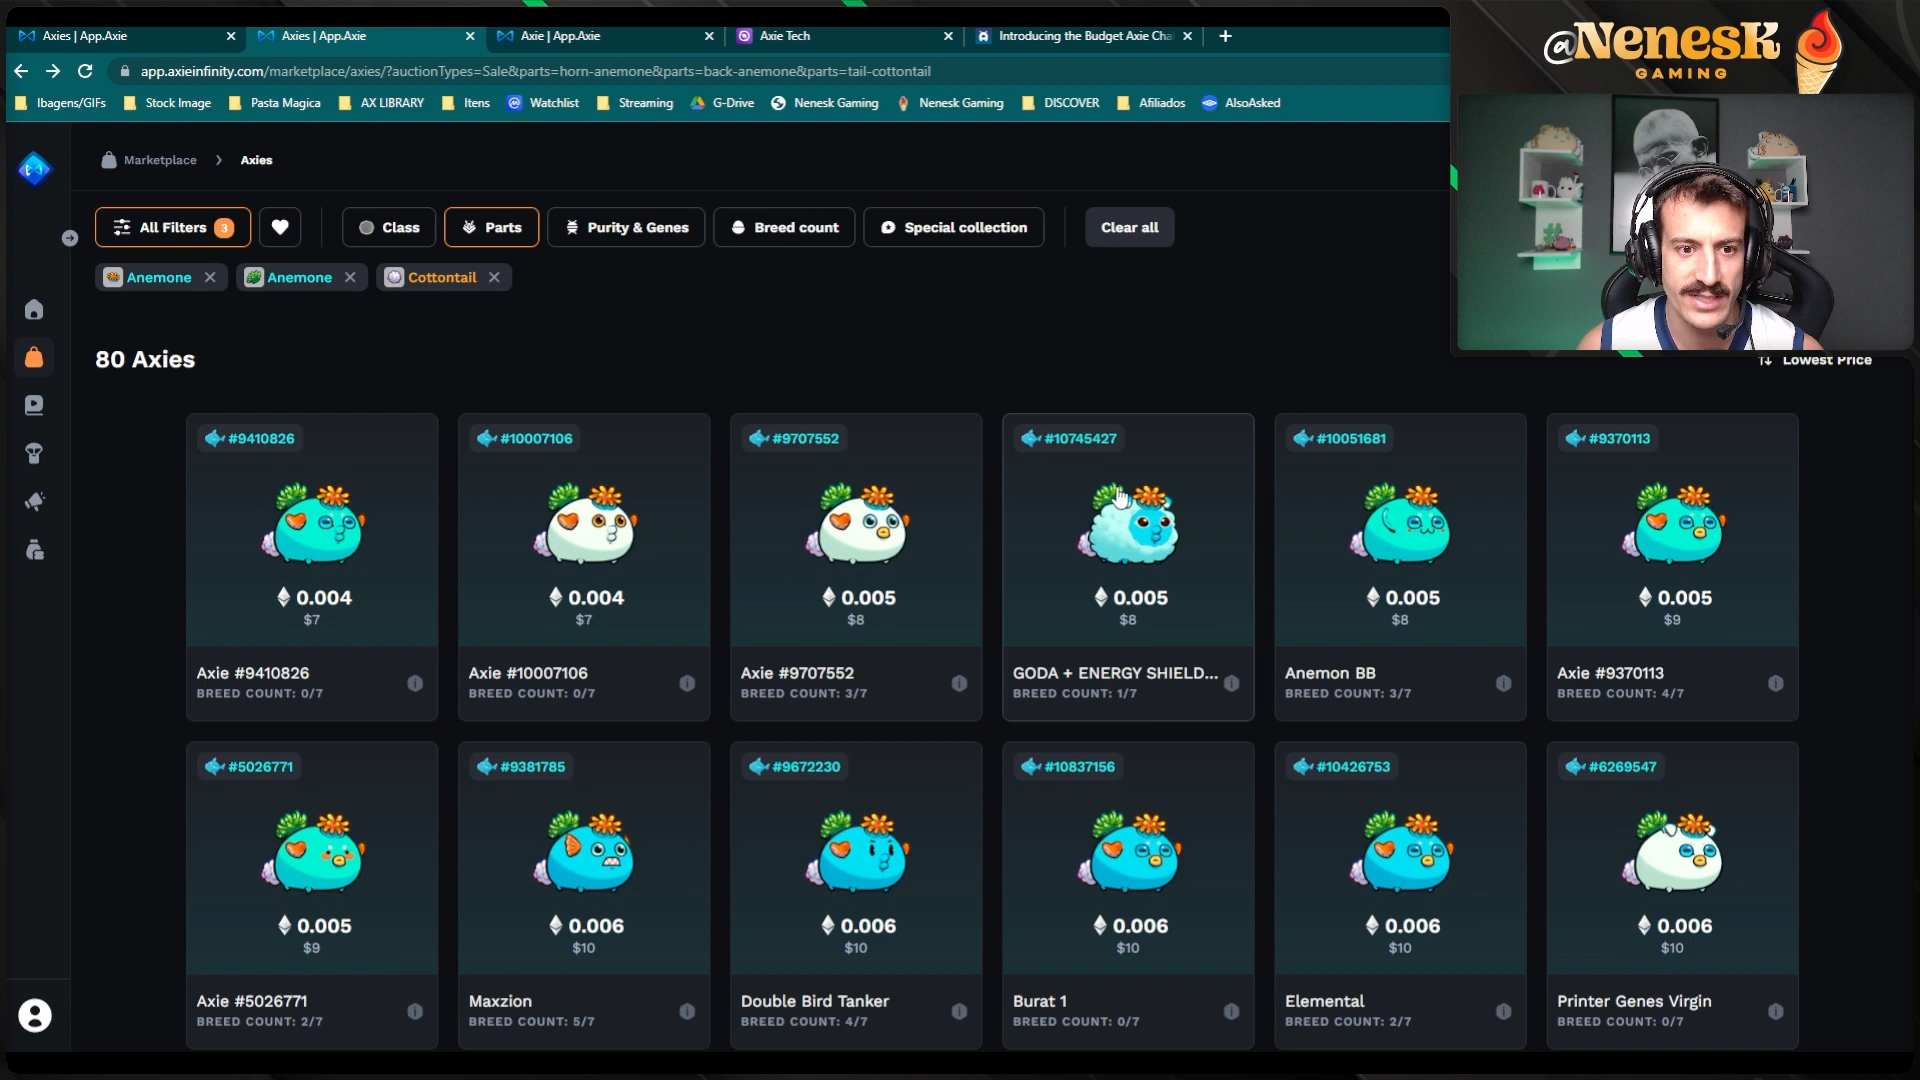 Axies | App.Axie
Axies | App.Axie
Axie | App.Axie
Axie Tech
Introducing the Budget Axie Cha
app.axieinfinity.com/marketplace/axies/?auctionTypes=Sale&parts=horn-anemone&parts=back-anemone&parts=tail-cottontail
Ibagens/GIFs
Stock Image
Pasta Magica
AX LIBRARY
Itens
Watchlist
Streaming
G-Drive
Nenesk Gaming
Nenesk Gaming
DISCOVER
Afiliados
AlsoAsked
@NenesK
GAMING
Marketplace > Axies
All Filters 3
Class
Parts
Purity & Genes
Breed count
Special collection
Clear all
Anemone
Anemone
Cottontail
80 Axies
Lowest Price
#9410826
0.004
$7
Axie #9410826
BREED COUNT: 0/7
#10007106
0.004
$7
Axie #10007106
BREED COUNT: 0/7
#9707552
0.005
$8
Axie #9707552
BREED COUNT: 3/7
#10745427
0.005
$8
GODA + ENERGY SHIELD...
BREED COUNT: 1/7
#10051681
0.005
$8
Anemon BB
BREED COUNT: 3/7
#9370113
0.005
$9
Axie #9370113
BREED COUNT: 4/7
#5026771
0.005
$9
Axie #5026771
BREED COUNT: 2/7
#9381785
0.006
$10
Maxzion
BREED COUNT: 5/7
#9672230
0.006
$10
Double Bird Tanker
BREED COUNT: 4/7
#10837156
0.006
$10
Burat 1
BREED COUNT: 0/7
#10426753
0.006
$10
Elemental
BREED COUNT: 2/7
#6269547
0.006
$10
Printer Genes Virgin
BREED COUNT: 0/7